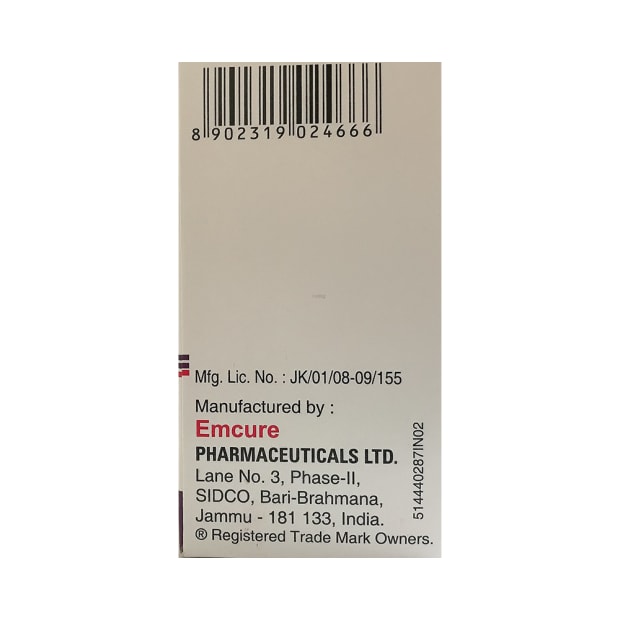 8 902319 024666
Mfg. Lic. No. : JK/01/08-09/155
Manufactured by :
Emcure
PHARMACEUTICALS LTD.
Lane No. 3, Phase-II,
SIDCO, Bari-Brahmana,
Jammu - 181 133, India.
® Registered Trade Mark Owners.
514440287IN02